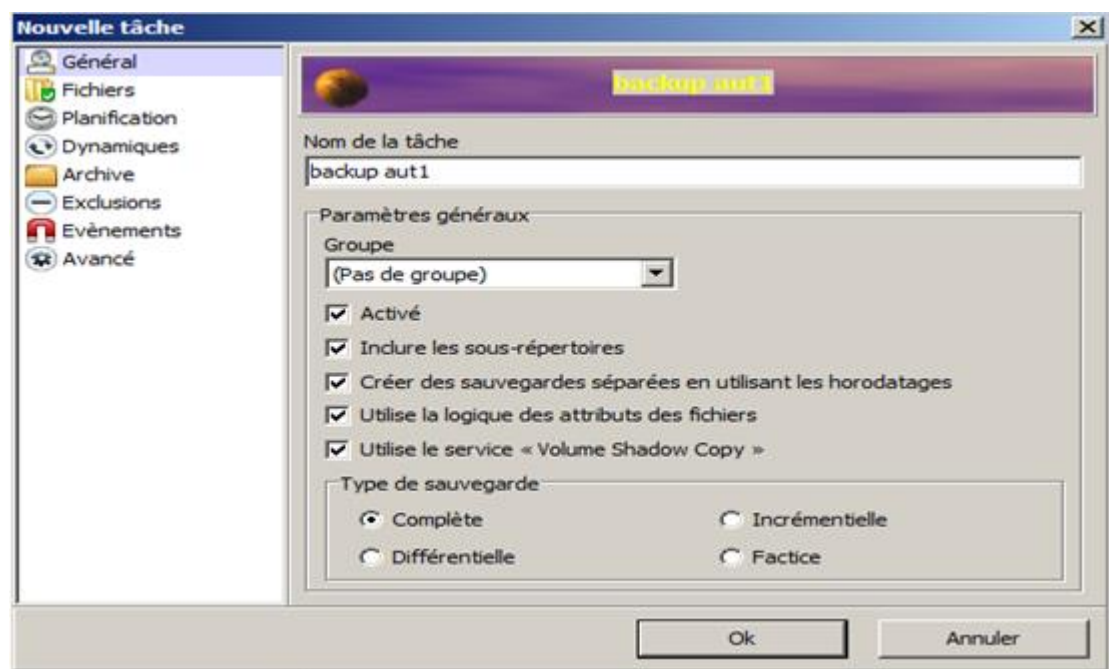 Nouvelle tâche
Général
Fichiers
Planification
Dynamiques
Archive
Exclusions
Evènements
Avancé
backup aut1
Nom de la tâche
backup aut1
Paramètres généraux
Groupe
(Pas de groupe)
Activé
Inclure les sous-répertoires
Créer des sauvegardes séparées en utilisant les horodatages
Utilise la logique des attributs des fichiers
Utilise le service « Volume Shadow Copy »
Type de sauvegarde
Complète
Incrémentielle
Différentielle
Factice
Ok
Annuler